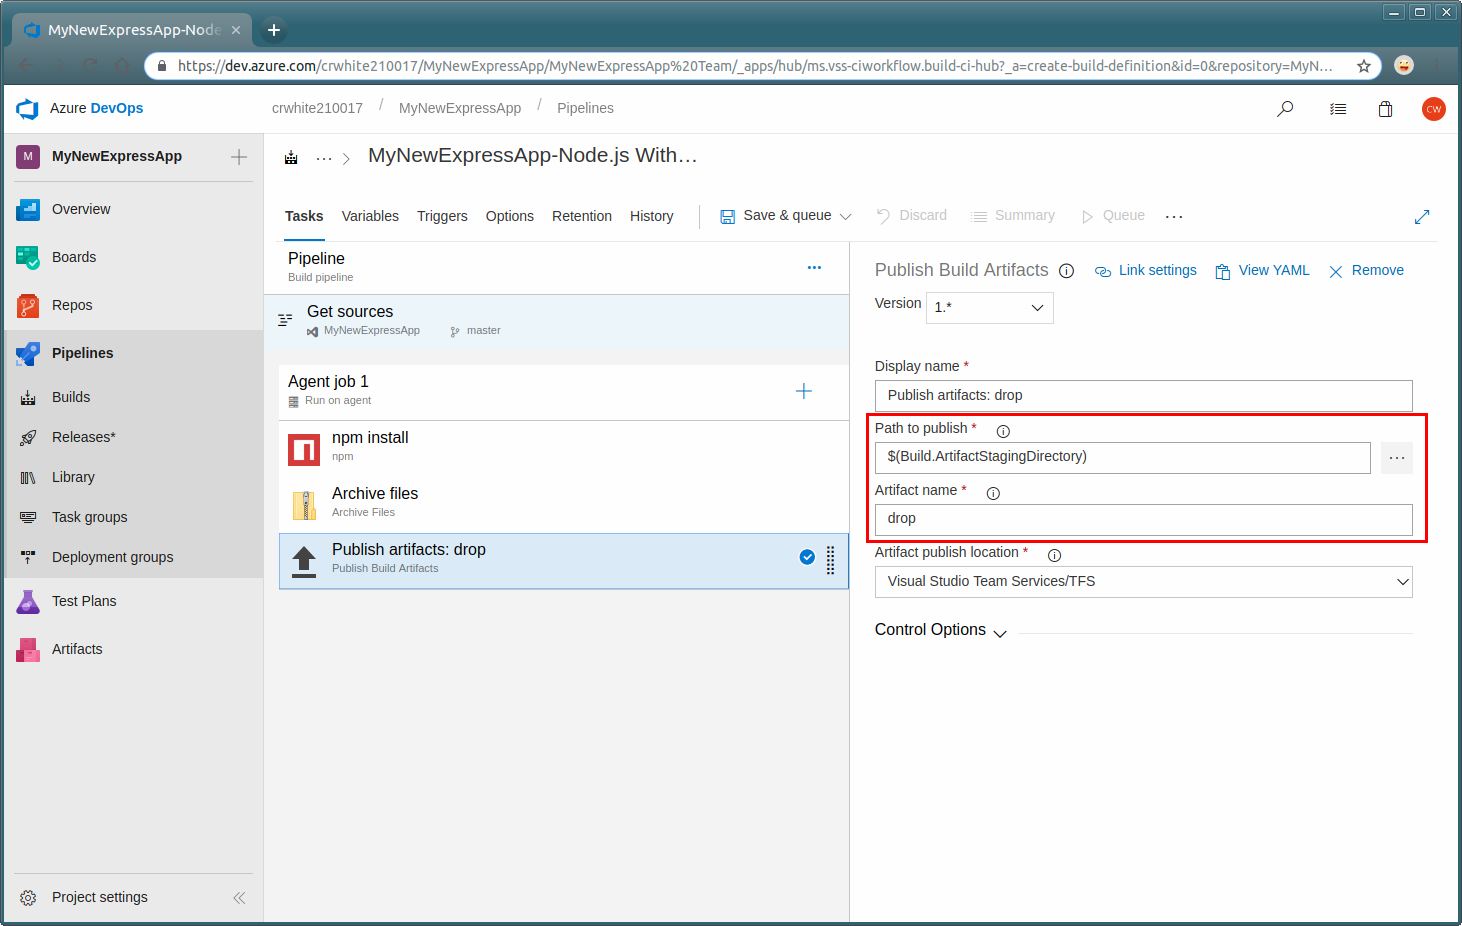 MyNewExpressApp-Node
https://dev.azure.com/crwhite210017/MyNewExpressApp/MyNewExpressApp%20Team/_apps/hub/ms.vss-ciworkflow.build-ci-hub?_a=create-build-definition&id=0&repository=MyN...
Azure DevOps
crwhite210017 / MyNewExpressApp / Pipelines
CW
M MyNewExpressApp
Overview
Boards
Repos
Pipelines
Builds
Releases*
Library
Task groups
Deployment groups
Test Plans
Artifacts
Project settings
... > MyNewExpressApp-Node.js With...
Tasks Variables Triggers Options Retention History Save & queue Discard Summary Queue ...
Pipeline
Build pipeline
Get sources
MyNewExpressApp master
Agent job 1
Run on agent
npm install
npm
Archive files
Archive Files
Publish artifacts: drop
Publish Build Artifacts
Publish Build Artifacts Link settings View YAML Remove
Version 1.*
Display name *
Publish artifacts: drop
Path to publish *
$(Build.ArtifactStagingDirectory) ...
Artifact name *
drop
Artifact publish location *
Visual Studio Team Services/TFS
Control Options